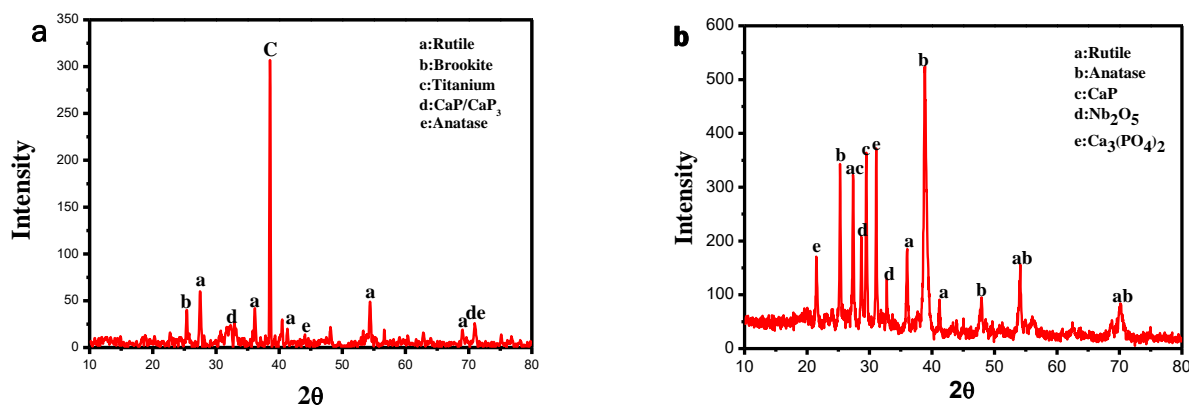 a
350
300
250
200
150
100
50
0
Intensity
10 20 30 40 50 60 70 80
2θ
a:Rutile
b:Brookite
c:Titanium
d:CaP/CaP₃
e:Anatase
C
b a d a a e a a de
b
600
500
400
300
200
100
0
Intensity
10 20 30 40 50 60 70 80
2θ
a:Rutile
b:Anatase
c:CaP
d:Nb₂O₅
e:Ca₃(PO₄)₂
e b ac d c e d a b a b ab ab